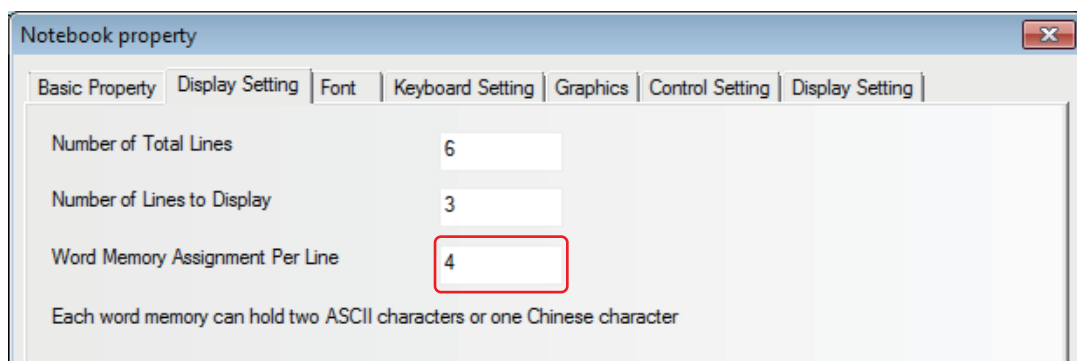 Notebook property
Basic Property Display Setting Font Keyboard Setting Graphics Control Setting Display Setting
Number of Total Lines 6
Number of Lines to Display 3
Word Memory Assignment Per Line 4
Each word memory can hold two ASCII characters or one Chinese character